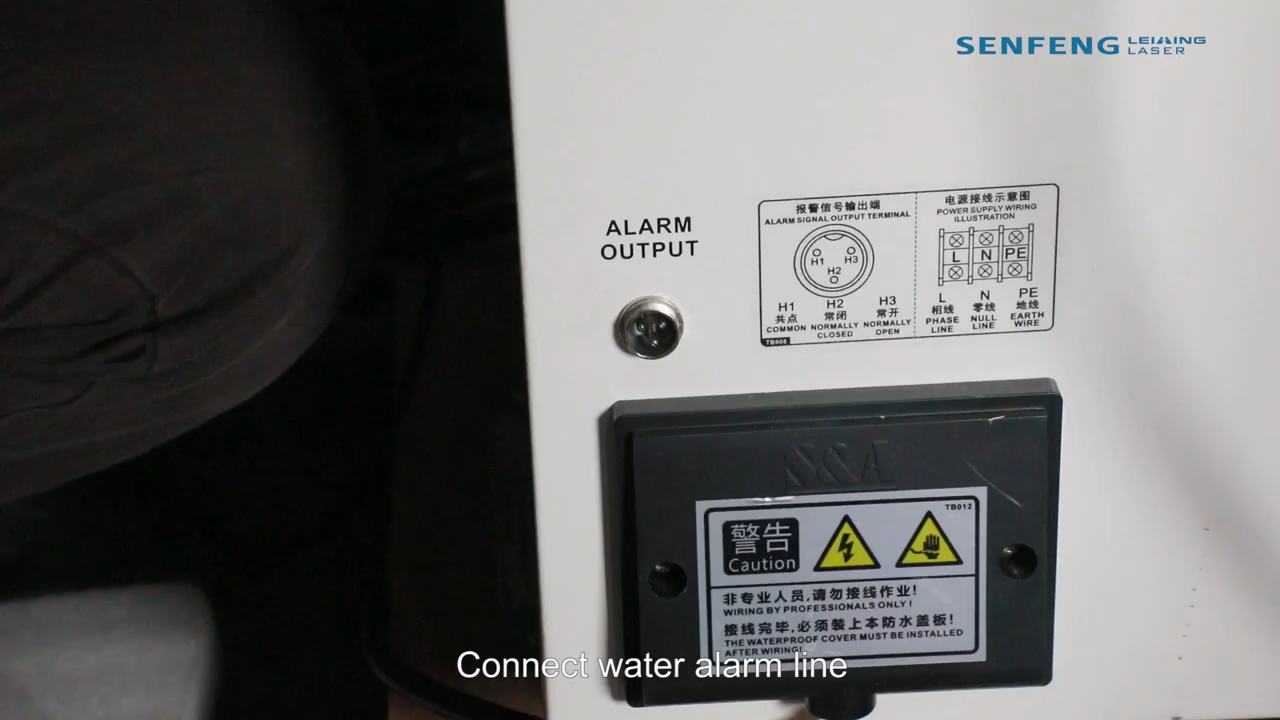 SENFENG LEIMING LASER
ALARM
OUTPUT
报警信号输出端
ALARM SIGNAL OUTPUT TERMINAL
H1 H3
H2
H1 H2 H3
共点 常闭 常开
COMMON NORMALLY CLOSED NORMALLY OPEN
TB006
电源接线示意图
POWER SUPPLY WIRING
ILLUSTRATION
L N PE
L N PE
相线 零线 地线
PHASE LINE NULL LINE EARTH WIRE
S&A
TB012
警告
Caution
非专业人员,请勿接线作业!
WIRING BY PROFESSIONALS ONLY!
接线完毕,必须装上本防水盖板!
THE WATERPROOF COVER MUST BE INSTALLED
AFTER WIRING!
Connect water alarm line